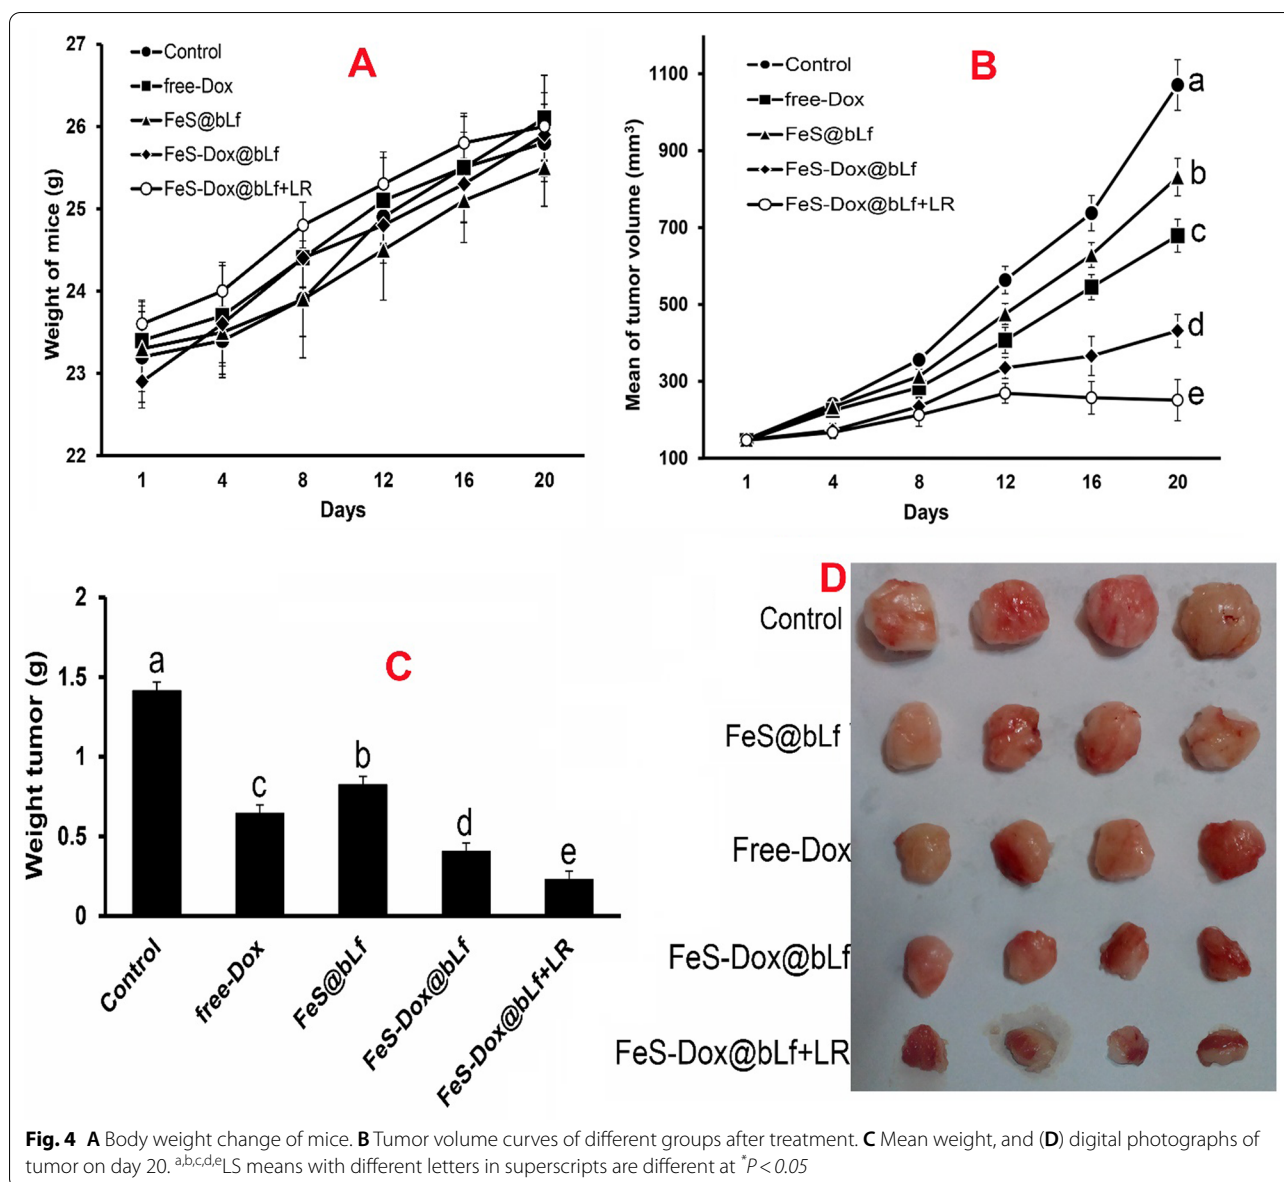 A
27
26
25
24
23
22
Weight of mice (g)
Control
free-Dox
FeS@bLf
FeS-Dox@bLf
FeS-Dox@bLf+LR
1 4 8 12 16 20
Days
B
1100
900
700
500
300
100
Mean of tumor volume (mm³)
Control
free-Dox
FeS@bLf
FeS-Dox@bLf
FeS-Dox@bLf+LR
a
b
c
d
e
1 4 8 12 16 20
Days
C
2
1.5
1
0.5
0
Weight tumor (g)
a
c
b
d
e
Control
free-Dox
FeS@bLf
FeS-Dox@bLf
FeS-Dox@bLf+LR
D
Control
FeS@bLf
Free-Dox
FeS-Dox@bLf
FeS-Dox@bLf+LR
Fig. 4 A Body weight change of mice. B Tumor volume curves of different groups after treatment. C Mean weight, and (D) digital photographs of
tumor on day 20. a,b,c,d,eLS means with different letters in superscripts are different at *P < 0.05